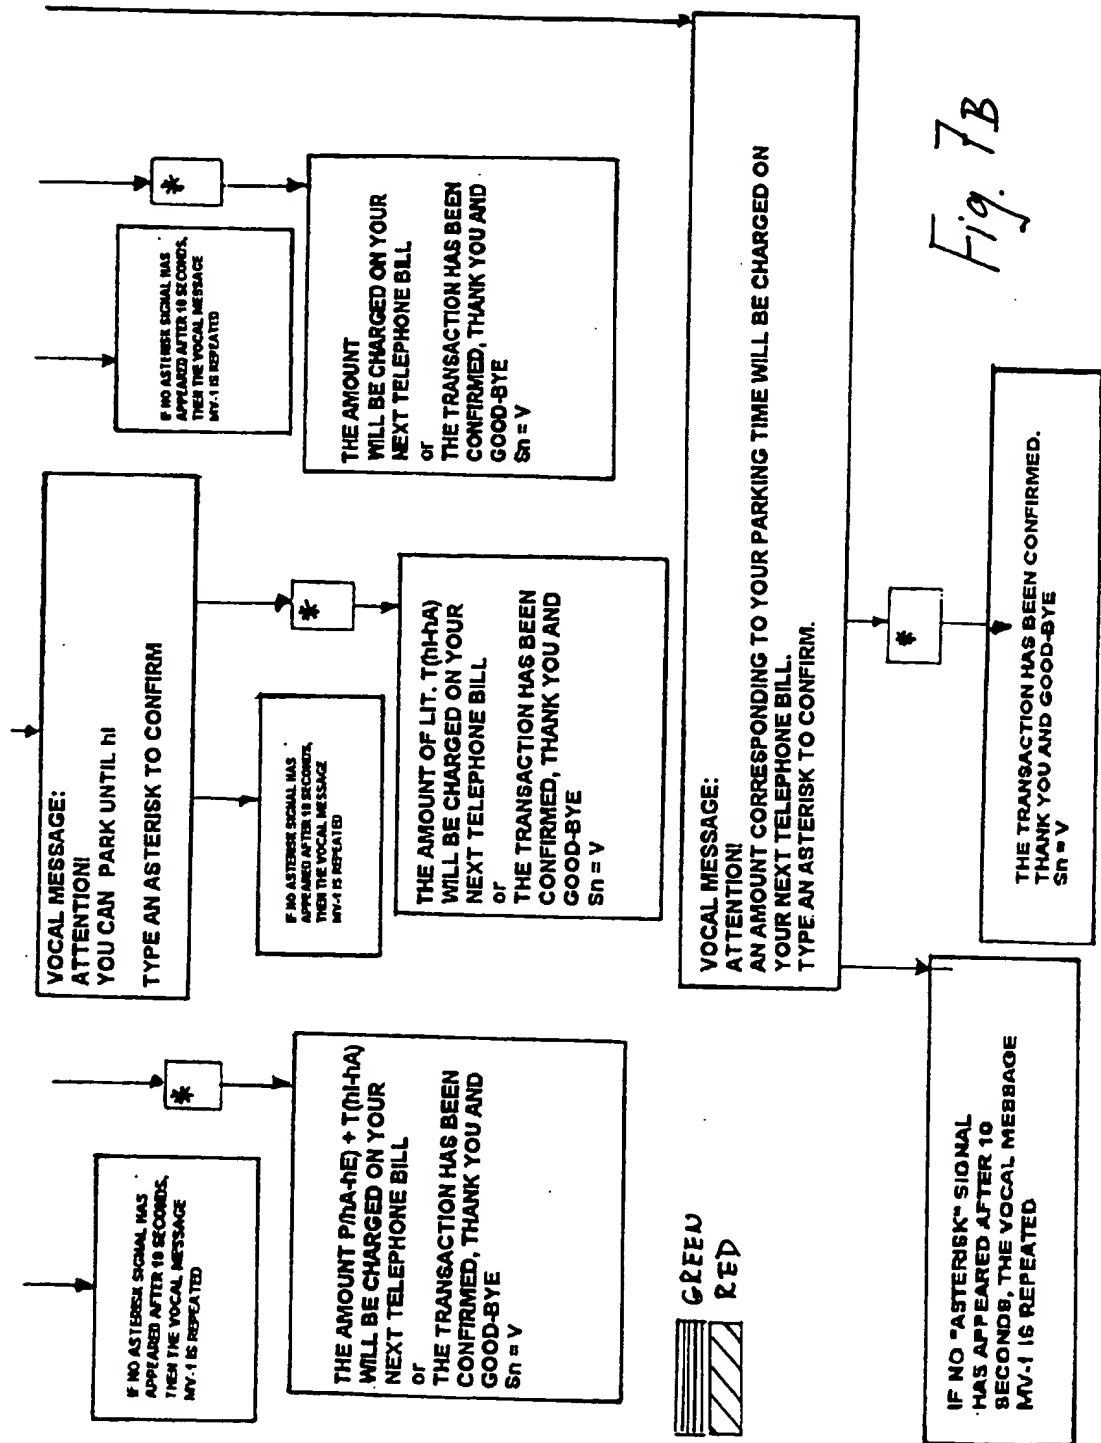 IF NO ASTERISK SIGNAL HAS
APPEARED AFTER 10 SECONDS,
THEN THE VOCAL MESSAGE
MV-1 IS REPEATED
*
THE AMOUNT P(hA-hE) + T(hI-hA)
WILL BE CHARGED ON YOUR
NEXT TELEPHONE BILL
or
THE TRANSACTION HAS BEEN
CONFIRMED, THANK YOU AND
GOOD-BYE
Sn = V
VOCAL MESSAGE:
ATTENTION!
YOU CAN PARK UNTIL hI
TYPE AN ASTERISK TO CONFIRM
IF NO ASTERISK SIGNAL HAS
APPEARED AFTER 10 SECONDS,
THEN THE VOCAL MESSAGE
MV-1 IS REPEATED
*
THE AMOUNT OF LIT. T(hI-hA)
WILL BE CHARGED ON YOUR
NEXT TELEPHONE BILL
or
THE TRANSACTION HAS BEEN
CONFIRMED, THANK YOU AND
GOOD-BYE
Sn = V
IF NO ASTERISK SIGNAL HAS
APPEARED AFTER 10 SECONDS,
THEN THE VOCAL MESSAGE
MV-1 IS REPEATED
*
THE AMOUNT
WILL BE CHARGED ON YOUR
NEXT TELEPHONE BILL
or
THE TRANSACTION HAS BEEN
CONFIRMED, THANK YOU AND
GOOD-BYE
Sn = V
GREEN
RED
VOCAL MESSAGE:
ATTENTION!
AN AMOUNT CORRESPONDING TO YOUR PARKING TIME WILL BE CHARGED ON
YOUR NEXT TELEPHONE BILL.
TYPE AN ASTERISK TO CONFIRM.
IF NO "ASTERISK" SIGNAL
HAS APPEARED AFTER 10
SECONDS, THE VOCAL MESSAGE
MV-1 IS REPEATED
*
THE TRANSACTION HAS BEEN CONFIRMED.
THANK YOU AND GOOD-BYE
Sn = V
Fig. 7B